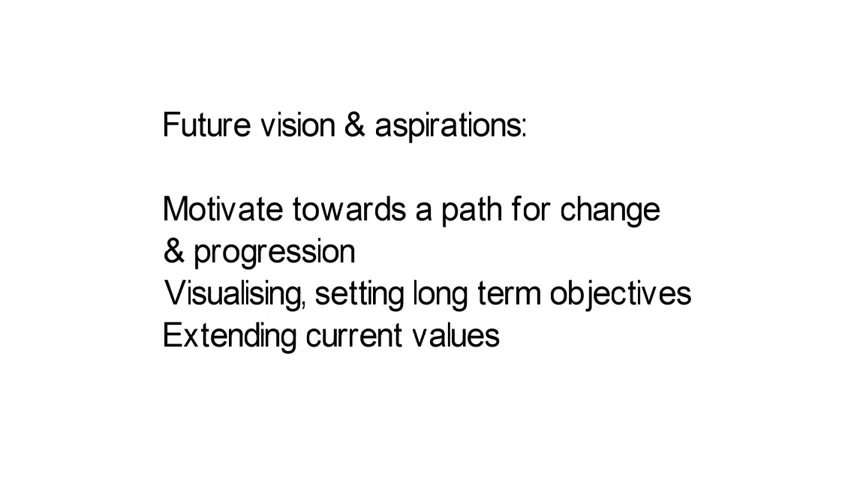 Future vision & aspirations:
Motivate towards a path for change
& progression
Visualising, setting long term objectives
Extending current values